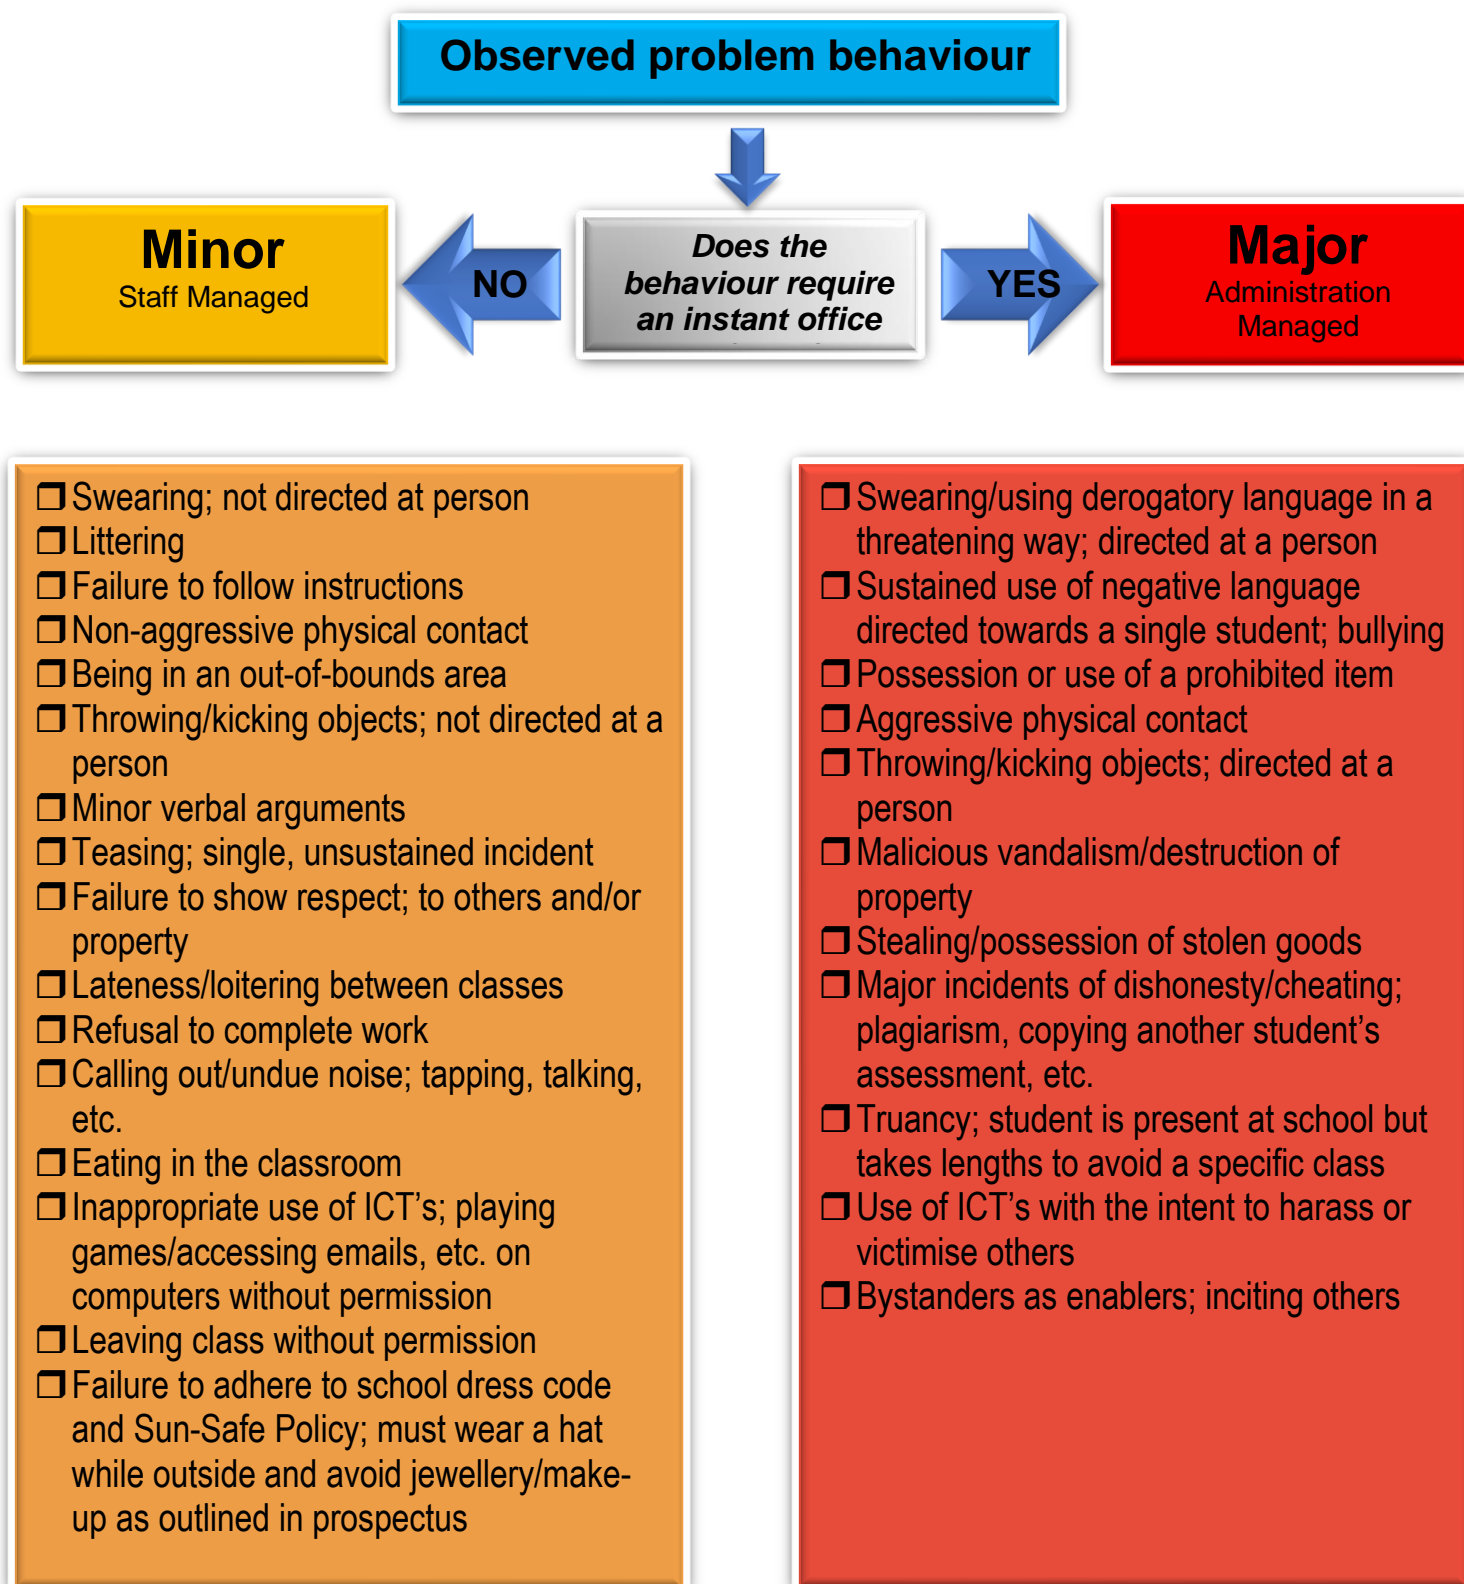 Observed problem behaviour
Minor
Staff Managed
NO
Does the
behaviour require
an instant office
YES
Major
Administration
Managed
❒ Swearing; not directed at person
❒ Littering
❒ Failure to follow instructions
❒ Non-aggressive physical contact
❒ Being in an out-of-bounds area
❒ Throwing/kicking objects; not directed at a
person
❒ Minor verbal arguments
❒ Teasing; single, unsustained incident
❒ Failure to show respect; to others and/or
property
❒ Lateness/loitering between classes
❒ Refusal to complete work
❒ Calling out/undue noise; tapping, talking,
etc.
❒ Eating in the classroom
❒ Inappropriate use of ICT’s; playing
games/accessing emails, etc. on
computers without permission
❒ Leaving class without permission
❒ Failure to adhere to school dress code
and Sun-Safe Policy; must wear a hat
while outside and avoid jewellery/make-
up as outlined in prospectus
❒ Swearing/using derogatory language in a
threatening way; directed at a person
❒ Sustained use of negative language
directed towards a single student; bullying
❒ Possession or use of a prohibited item
❒ Aggressive physical contact
❒ Throwing/kicking objects; directed at a
person
❒ Malicious vandalism/destruction of
property
❒ Stealing/possession of stolen goods
❒ Major incidents of dishonesty/cheating;
plagiarism, copying another student’s
assessment, etc.
❒ Truancy; student is present at school but
takes lengths to avoid a specific class
❒ Use of ICT’s with the intent to harass or
victimise others
❒ Bystanders as enablers; inciting others